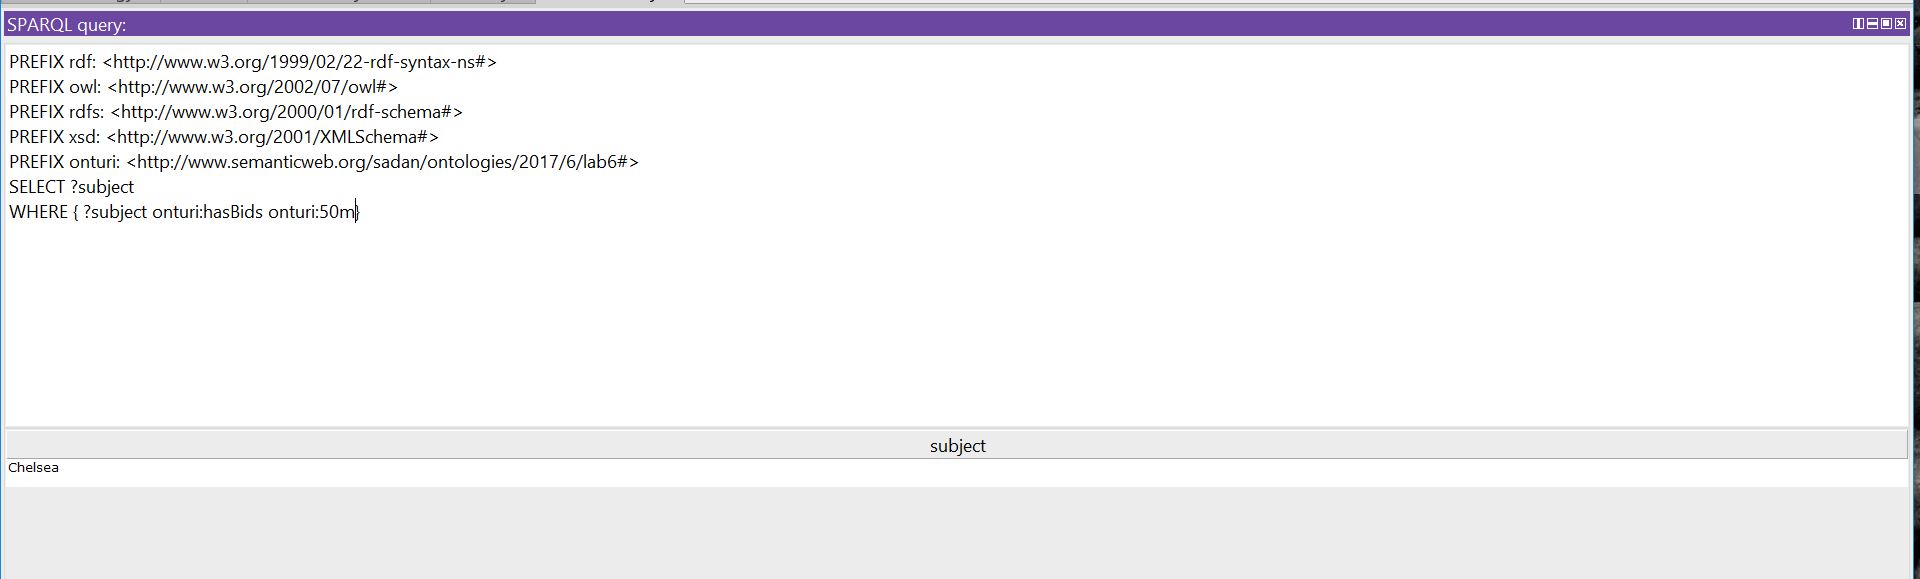 SPARQL query:
PREFIX rdf: <http://www.w3.org/1999/02/22-rdf-syntax-ns#>
PREFIX owl: <http://www.w3.org/2002/07/owl#>
PREFIX rdfs: <http://www.w3.org/2000/01/rdf-schema#>
PREFIX xsd: <http://www.w3.org/2001/XMLSchema#>
PREFIX onturi: <http://www.semanticweb.org/sadan/ontologies/2017/6/lab6#>
SELECT ?subject
WHERE { ?subject onturi:hasBids onturi:50m}
subject
Chelsea